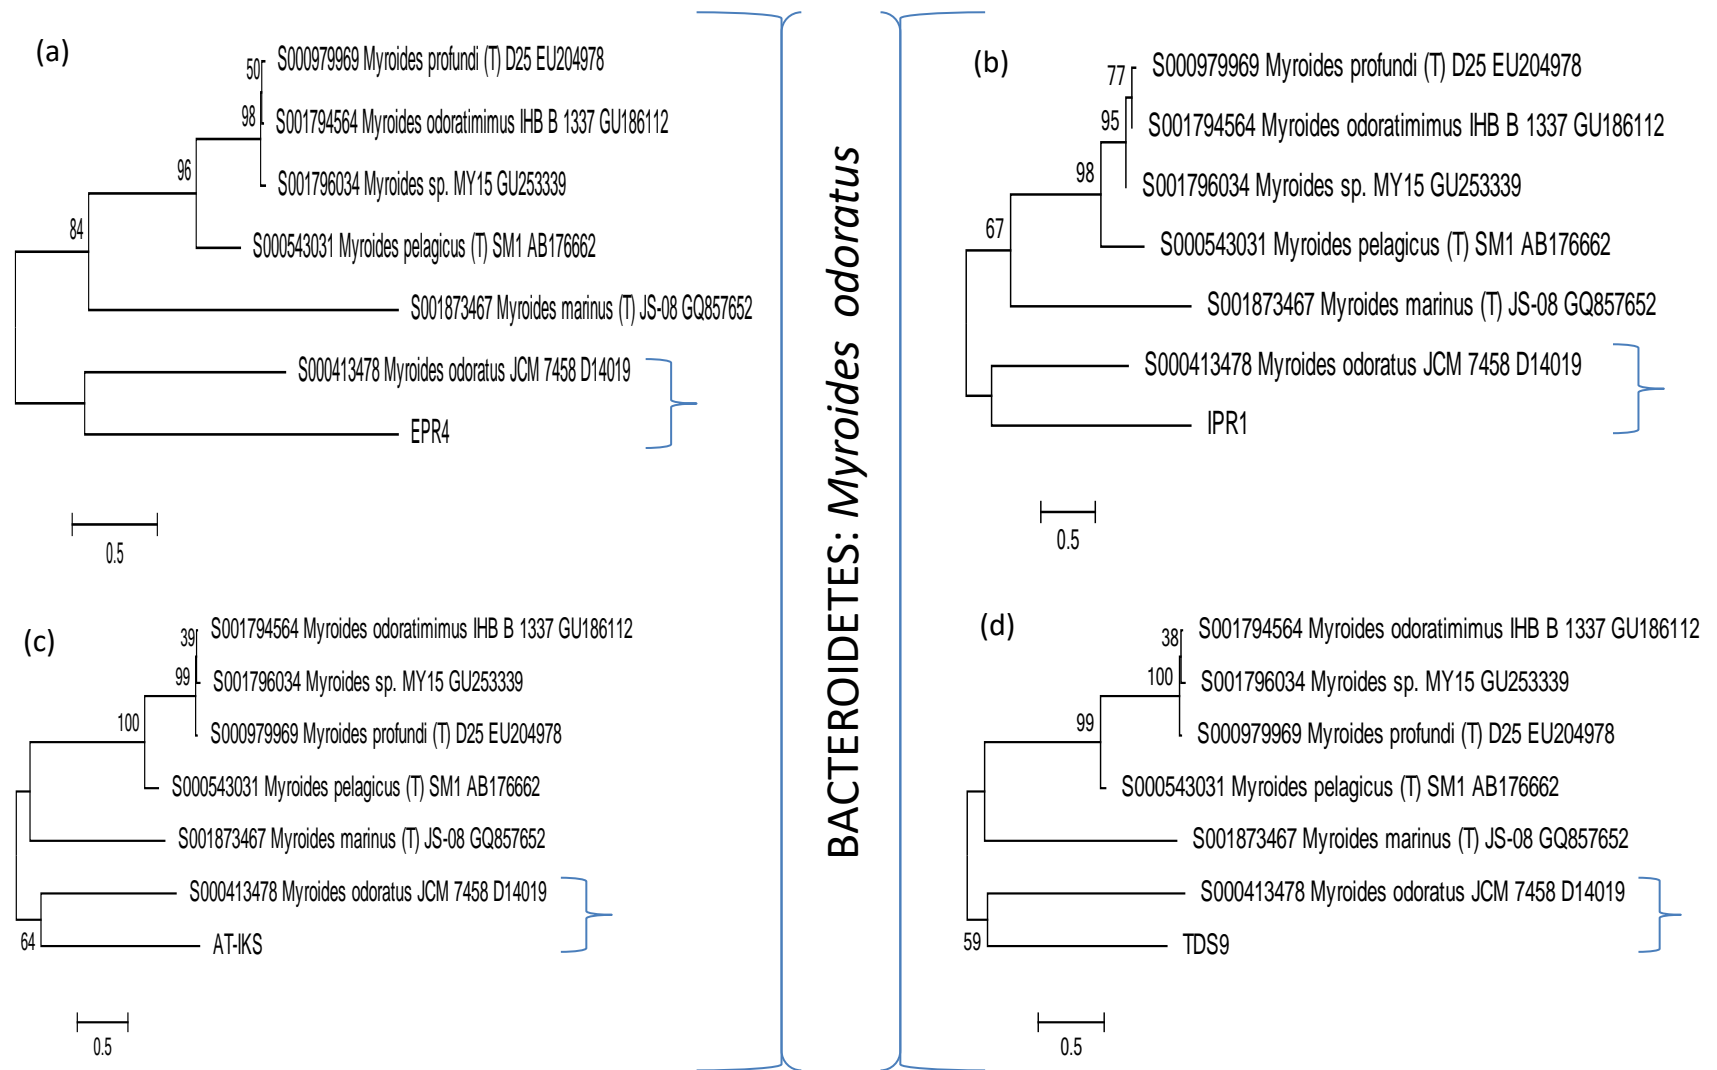 (a)
50
S000979969 Myroides profundi (T) D25 EU204978
98
S001794564 Myroides odoratimimus IHB B 1337 GU186112
96
S001796034 Myroides sp. MY15 GU253339
84
S000543031 Myroides pelagicus (T) SM1 AB176662
S001873467 Myroides marinus (T) JS-08 GQ857652
S000413478 Myroides odoratus JCM 7458 D14019
EPR4
0.5
BACTEROIDETES: Myroides odoratus
(b)
77
S000979969 Myroides profundi (T) D25 EU204978
95
S001794564 Myroides odoratimimus IHB B 1337 GU186112
98
S001796034 Myroides sp. MY15 GU253339
67
S000543031 Myroides pelagicus (T) SM1 AB176662
S001873467 Myroides marinus (T) JS-08 GQ857652
S000413478 Myroides odoratus JCM 7458 D14019
IPR1
0.5
(c)
39
S001794564 Myroides odoratimimus IHB B 1337 GU186112
99
S001796034 Myroides sp. MY15 GU253339
100
S000979969 Myroides profundi (T) D25 EU204978
S000543031 Myroides pelagicus (T) SM1 AB176662
S001873467 Myroides marinus (T) JS-08 GQ857652
S000413478 Myroides odoratus JCM 7458 D14019
64
AT-IKS
0.5
(d)
38
S001794564 Myroides odoratimimus IHB B 1337 GU186112
100
S001796034 Myroides sp. MY15 GU253339
99
S000979969 Myroides profundi (T) D25 EU204978
S000543031 Myroides pelagicus (T) SM1 AB176662
S001873467 Myroides marinus (T) JS-08 GQ857652
S000413478 Myroides odoratus JCM 7458 D14019
59
TDS9
0.5